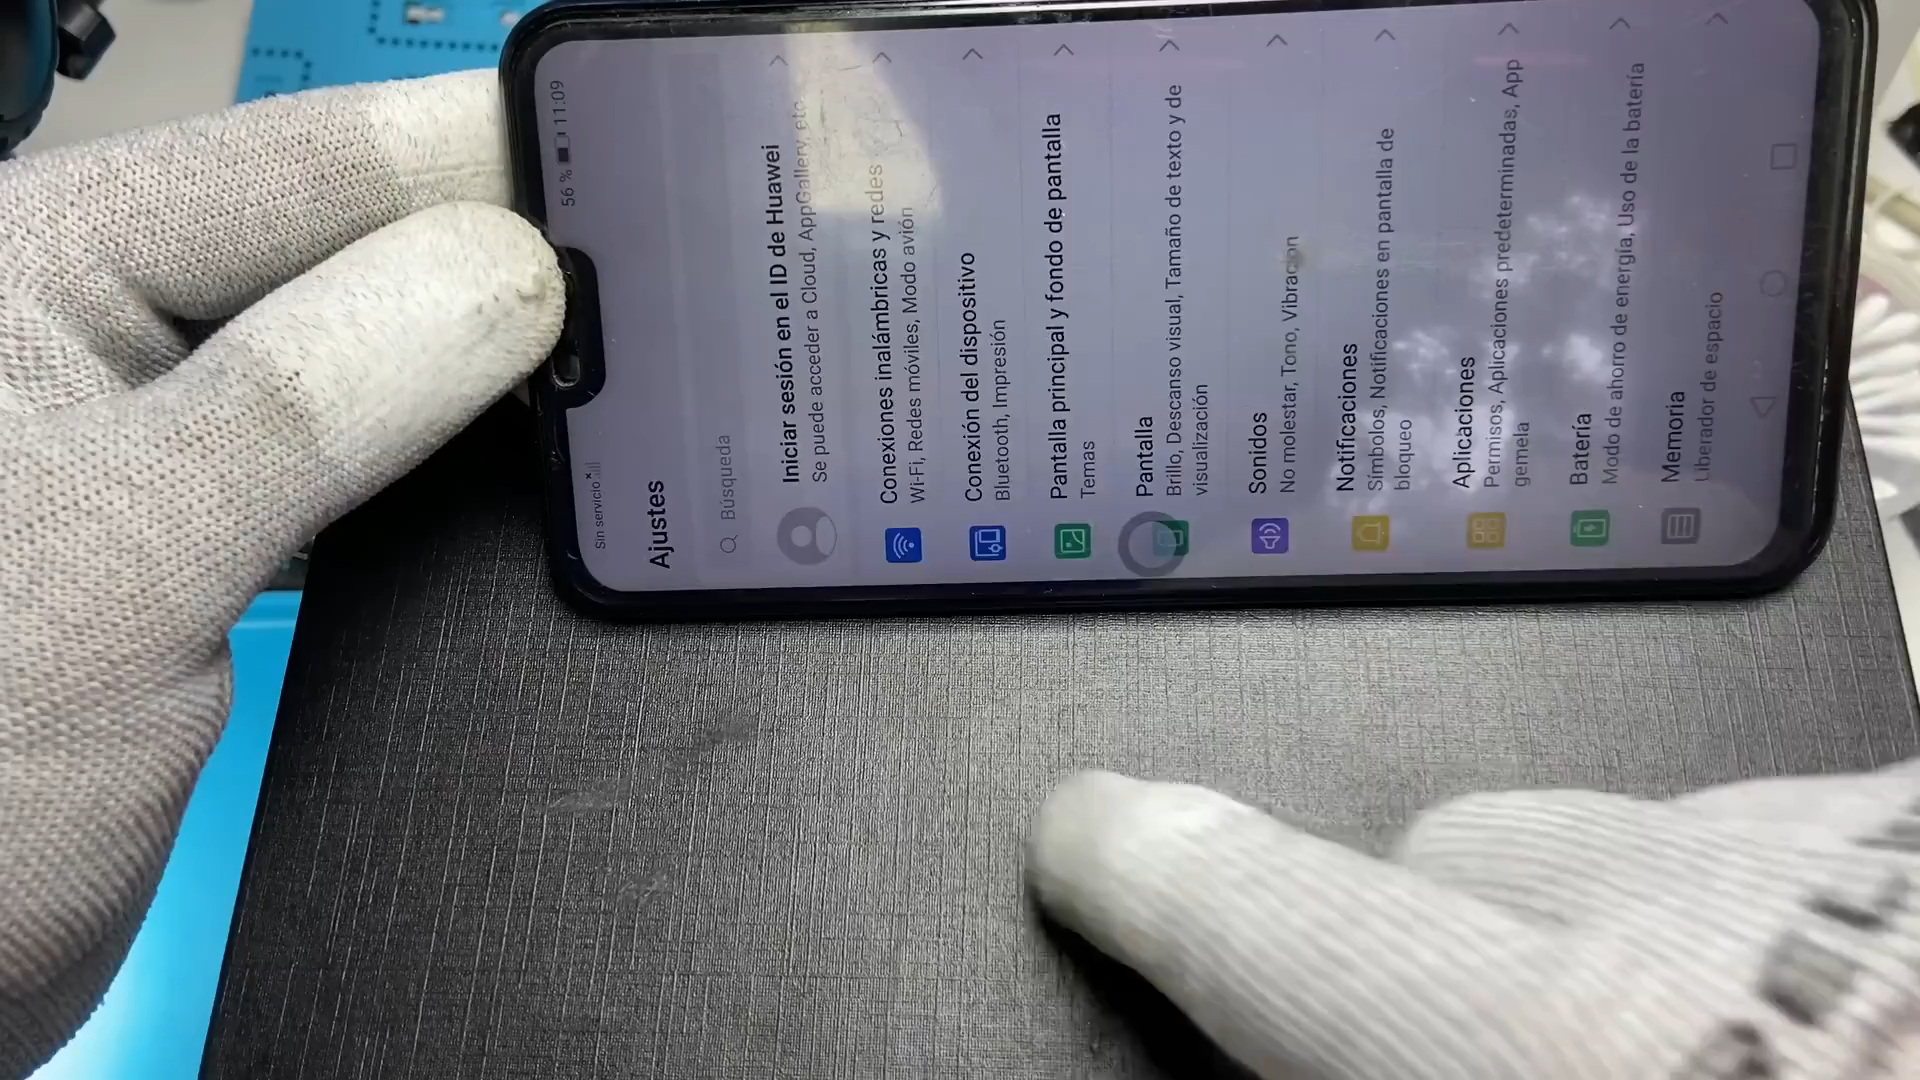 Sin servicio
56 %
11:09
Ajustes
Búsqueda
Iniciar sesión en el ID de Huawei
Se puede acceder a Cloud, AppGallery, etc.
Conexiones inalámbricas y redes
Wi-Fi, Redes móviles, Modo avión
Conexión del dispositivo
Bluetooth, Impresión
Pantalla principal y fondo de pantalla
Temas
Pantalla
Brillo, Descanso visual, Tamaño de texto y de
visualización
Sonidos
No molestar, Tono, Vibración
Notificaciones
Símbolos, Notificaciones en pantalla de
bloqueo
Aplicaciones
Permisos, Aplicaciones predeterminadas, App
gemela
Batería
Modo de ahorro de energía, Uso de la batería
Memoria
Liberador de espacio